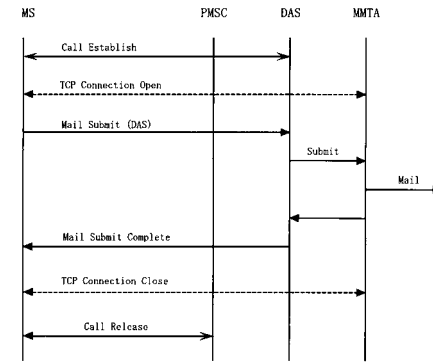 MS PMSC DAS MMTA
Call Establish
TCP Connection Open
Mail Submit (DAS)
Submit
Mail
Mail Submit Complete
TCP Connection Close
Call Release